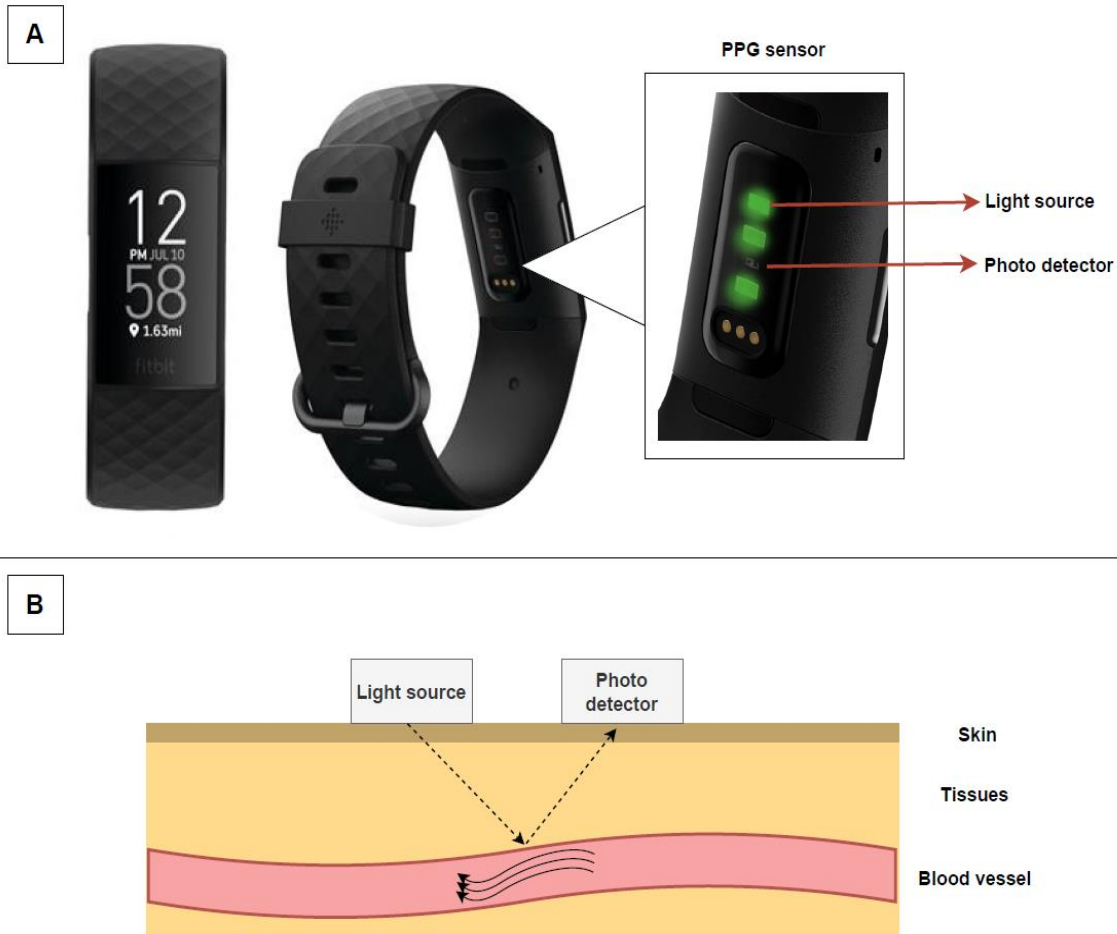 A
PPG sensor
12
PM JUL 10
58
1.63mi
fitbit
Light source
Photo detector
B
Light source
Photo
detector
Skin
Tissues
Blood vessel